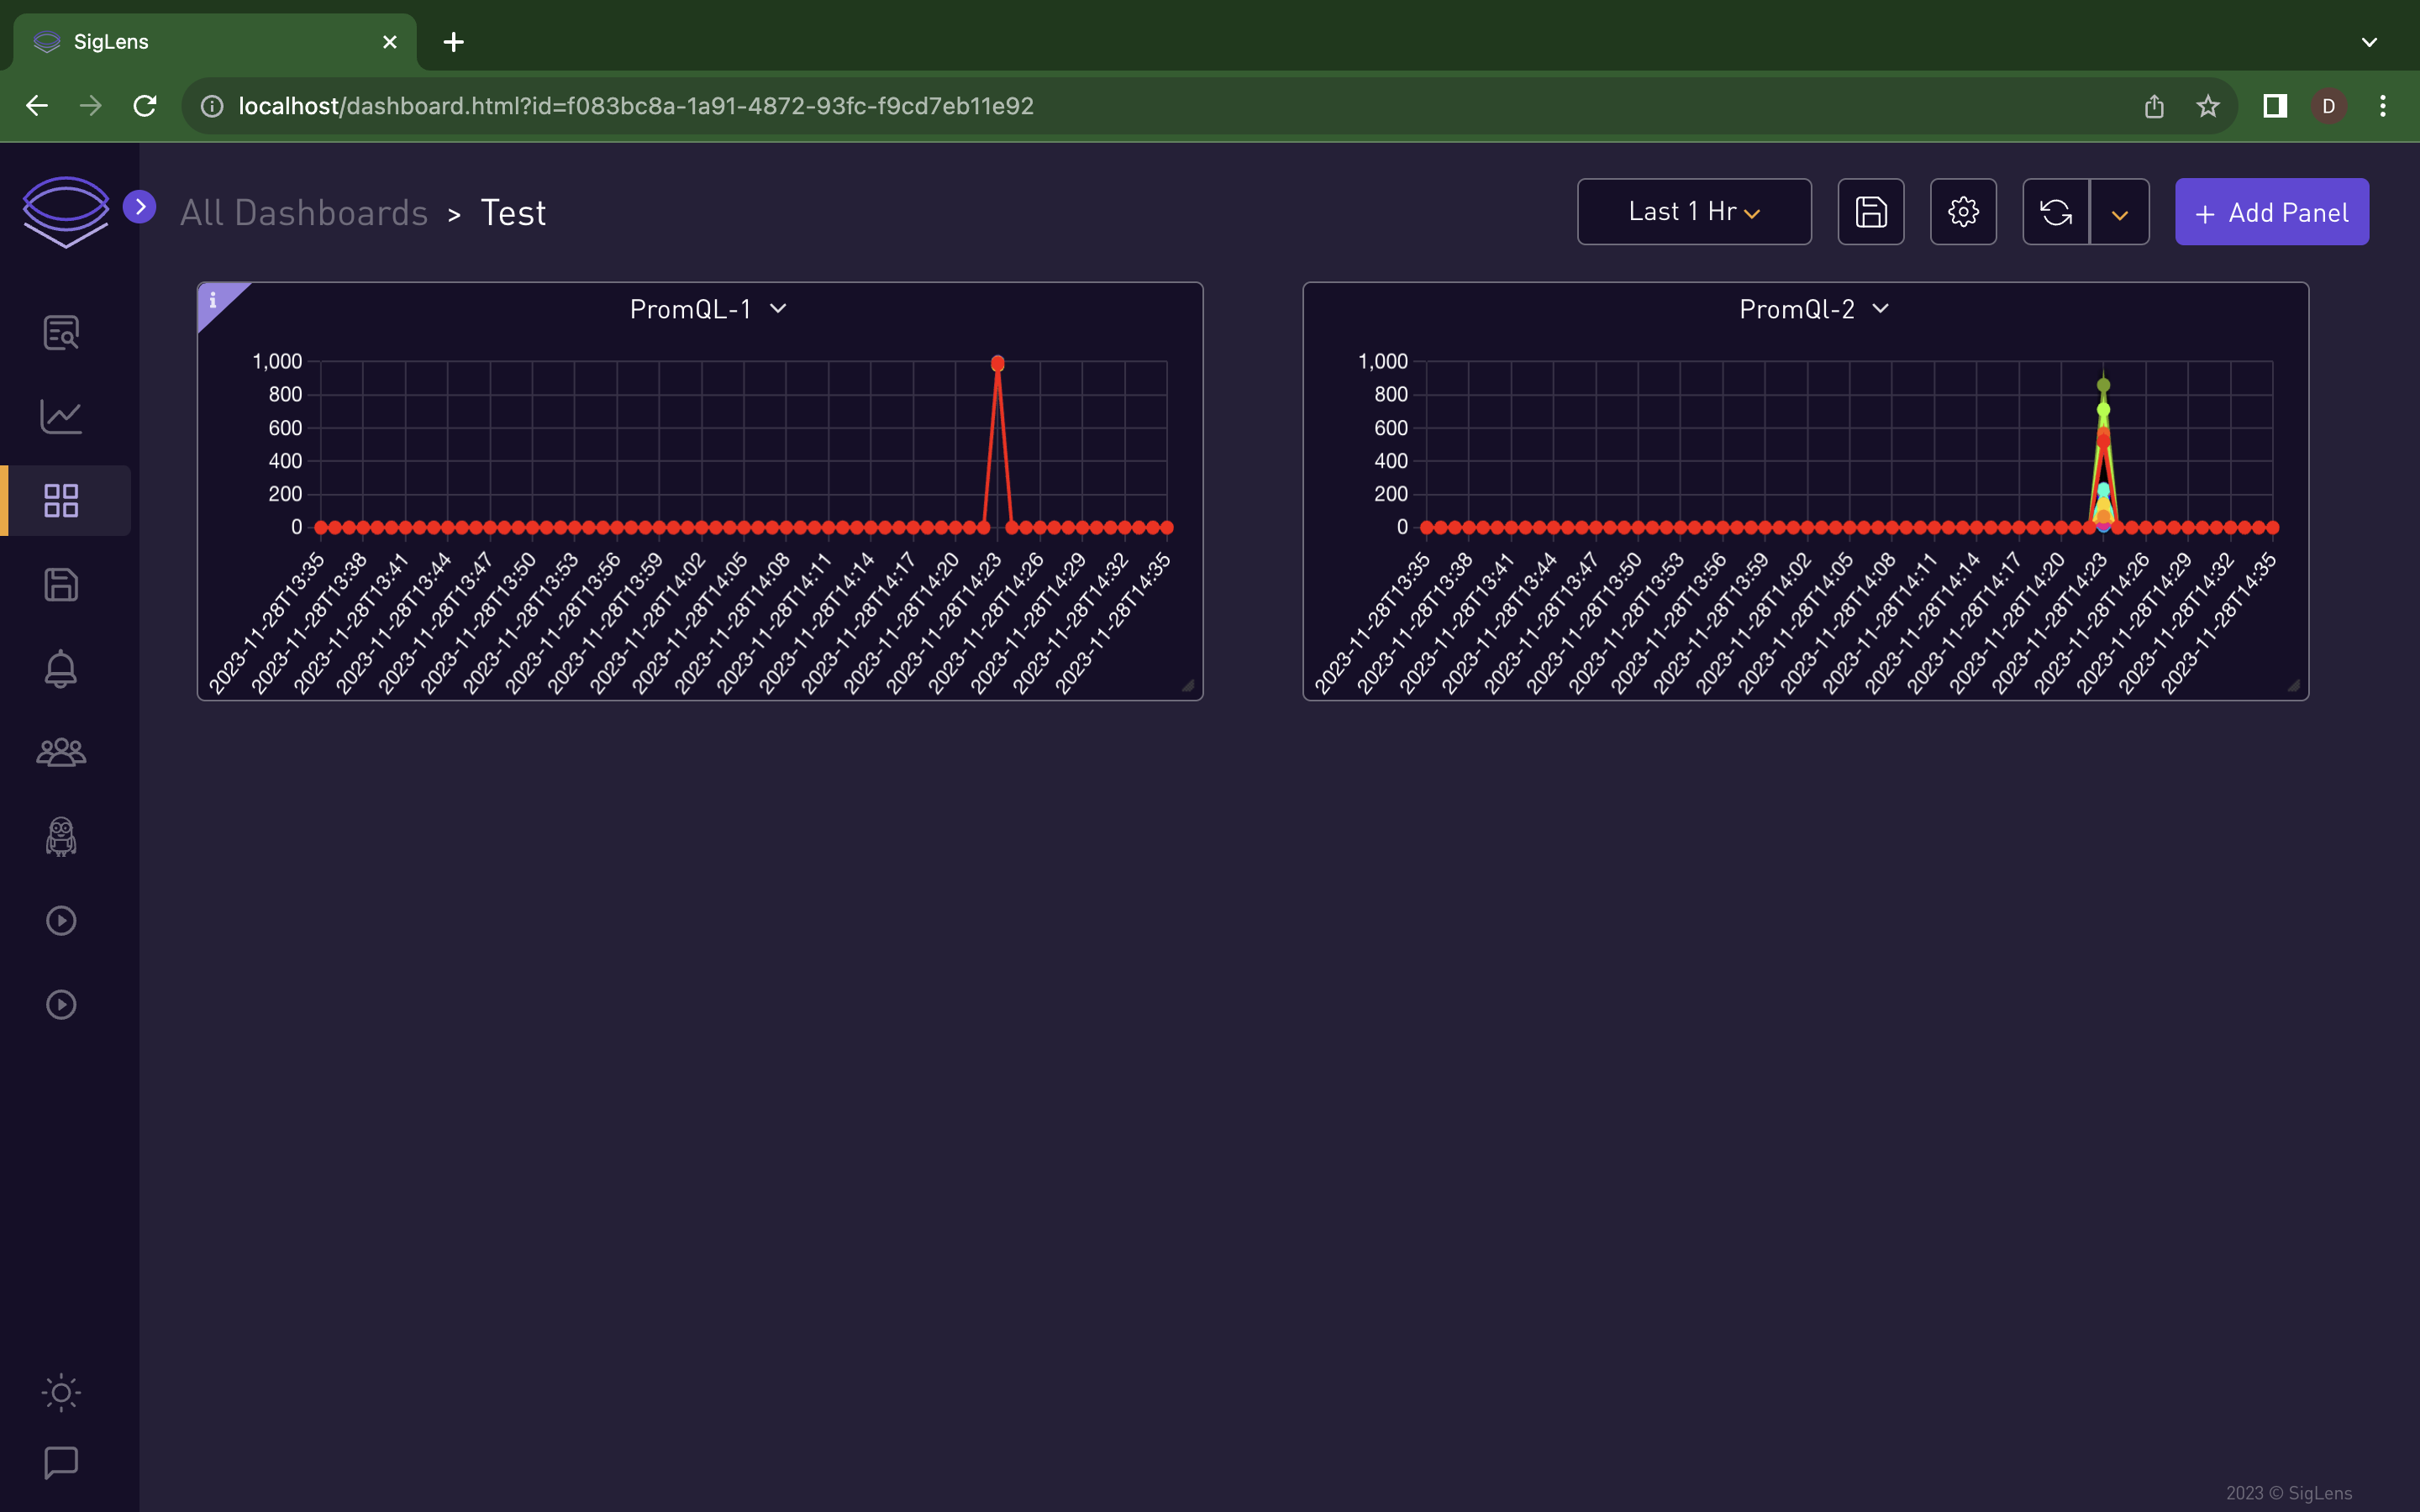 SigLens
localhost/dashboard.html?id=f083bc8a-1a91-4872-93fc-f9cd7eb11e92
D
All Dashboards > Test
Last 1 Hr
+ Add Panel
i
PromQL-1
1,000
800
600
400
200
0
2023-11-28T13:35
2023-11-28T13:38
2023-11-28T13:41
2023-11-28T13:44
2023-11-28T13:47
2023-11-28T13:50
2023-11-28T13:53
2023-11-28T13:56
2023-11-28T13:59
2023-11-28T14:02
2023-11-28T14:05
2023-11-28T14:08
2023-11-28T14:11
2023-11-28T14:14
2023-11-28T14:17
2023-11-28T14:20
2023-11-28T14:23
2023-11-28T14:26
2023-11-28T14:29
2023-11-28T14:32
2023-11-28T14:35
PromQl-2
1,000
800
600
400
200
0
2023-11-28T13:35
2023-11-28T13:38
2023-11-28T13:41
2023-11-28T13:44
2023-11-28T13:47
2023-11-28T13:50
2023-11-28T13:53
2023-11-28T13:56
2023-11-28T13:59
2023-11-28T14:02
2023-11-28T14:05
2023-11-28T14:08
2023-11-28T14:11
2023-11-28T14:14
2023-11-28T14:17
2023-11-28T14:20
2023-11-28T14:23
2023-11-28T14:26
2023-11-28T14:29
2023-11-28T14:32
2023-11-28T14:35
2023 © SigLens